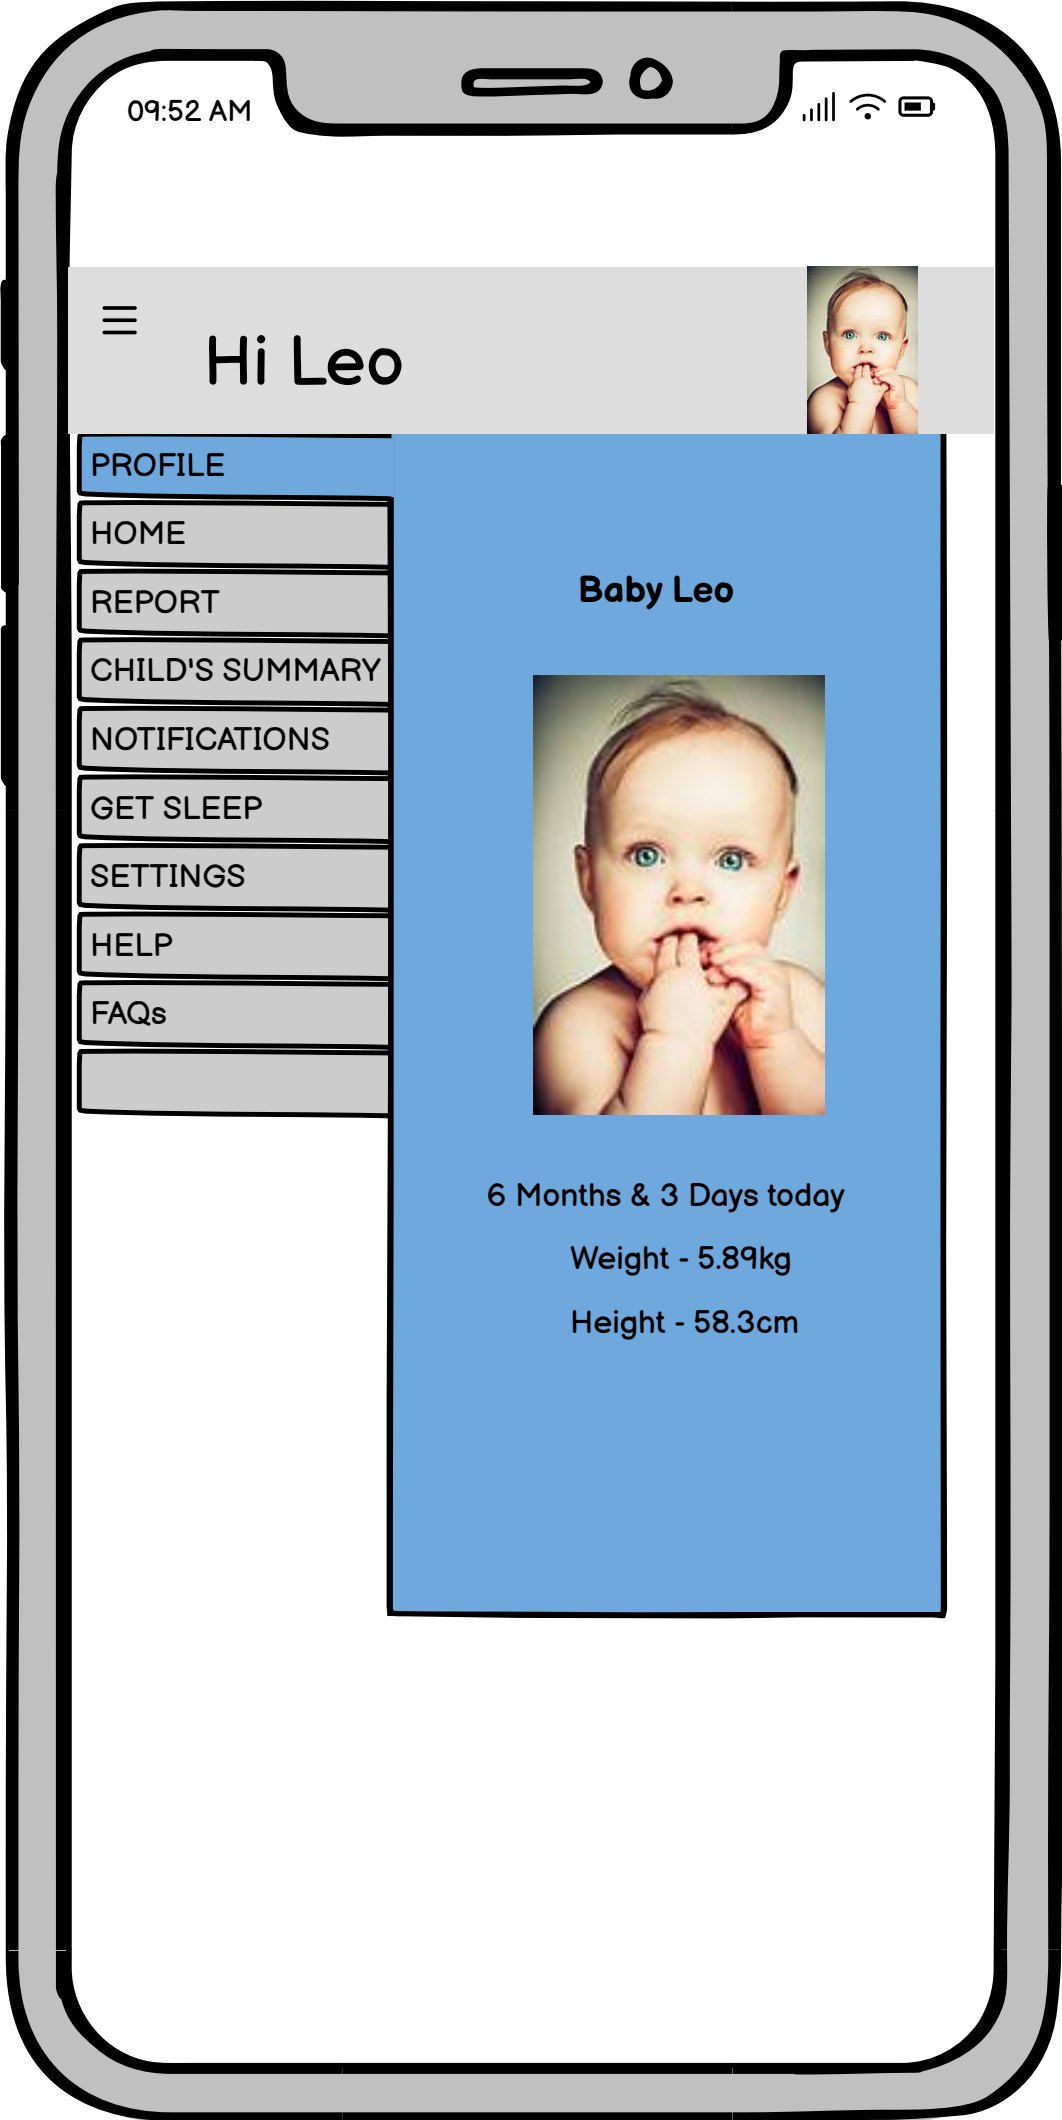 09:52 AM
Hi Leo
PROFILE
HOME
REPORT
CHILD'S SUMMARY
NOTIFICATIONS
GET SLEEP
SETTINGS
HELP
FAQs
Baby Leo
6 Months & 3 Days today
Weight - 5.89kg
Height - 58.3cm